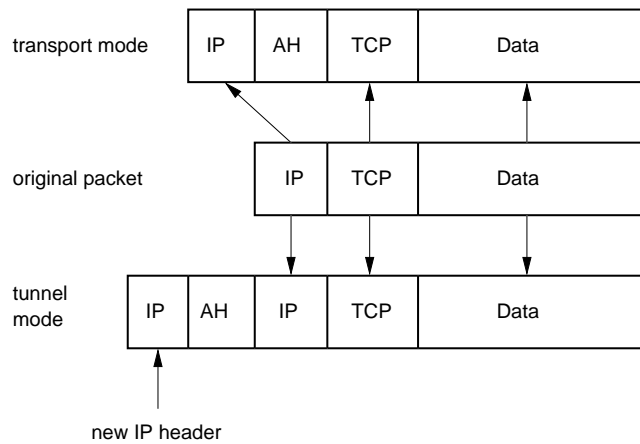 transport mode IP AH TCP Data
original packet IP TCP Data
tunnel
mode IP AH IP TCP Data
new IP header